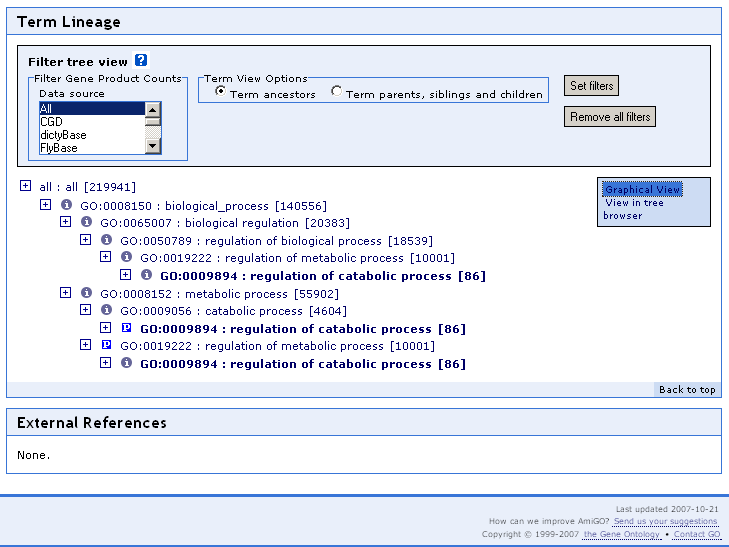 Term Lineage
Filter tree view ?
Filter Gene Product Counts
Data source
All
CGD
dictyBase
FlyBase
Term View Options
Term ancestors Term parents, siblings and children
Set filters
Remove all filters
all : all [219941]
GO:0008150 : biological_process [140556]
GO:0065007 : biological regulation [20383]
GO:0050789 : regulation of biological process [18539]
GO:0019222 : regulation of metabolic process [10001]
GO:0009894 : regulation of catabolic process [86]
GO:0008152 : metabolic process [55902]
GO:0009056 : catabolic process [4604]
P GO:0009894 : regulation of catabolic process [86]
P GO:0019222 : regulation of metabolic process [10001]
GO:0009894 : regulation of catabolic process [86]
Graphical View
View in tree
browser
Back to top
External References
None.
Last updated 2007-10-21
How can we improve AmiGO? Send us your suggestions
Copyright © 1999-2007 the Gene Ontology • Contact GO